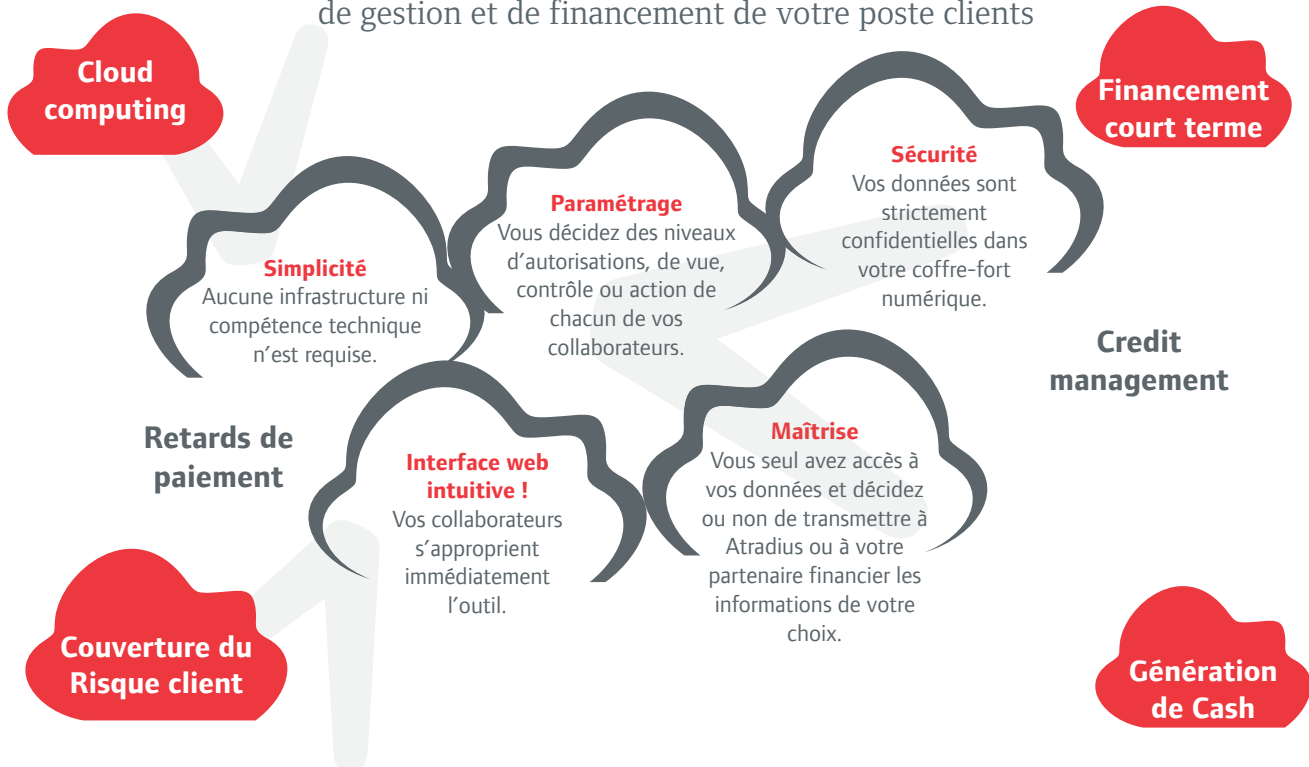 de gestion et de financement de votre poste clients
Cloud
computing
Financement
court terme
Sécurité
Vos données sont
strictement
confidentielles dans
votre coffre-fort
numérique.
Paramétrage
Vous décidez des niveaux
d’autorisations, de vue,
contrôle ou action de
chacun de vos
collaborateurs.
Simplicité
Aucune infrastructure ni
compétence technique
n’est requise.
Credit
management
Retards de
paiement
Interface web
intuitive !
Vos collaborateurs
s’approprient
immédiatement
l’outil.
Maîtrise
Vous seul avez accès à
vos données et décidez
ou non de transmettre à
Atradius ou à votre
partenaire financier les
informations de votre
choix.
Couverture du
Risque client
Génération
de Cash